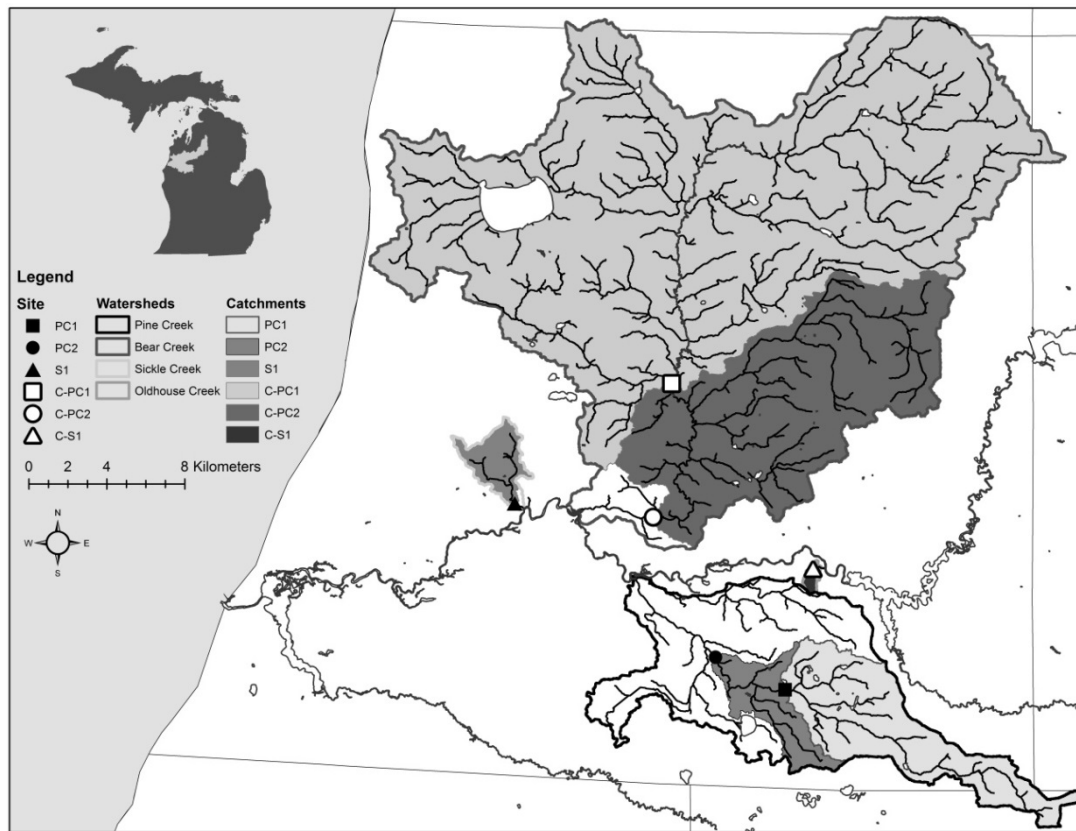 Legend
Site Watersheds Catchments
PC1 Pine Creek PC1
PC2 Bear Creek PC2
S1 Sickle Creek S1
C-PC1 Oldhouse Creek C-PC1
C-PC2 C-PC2
C-S1 C-S1
0 2 4 8 Kilometers
N
W E
S